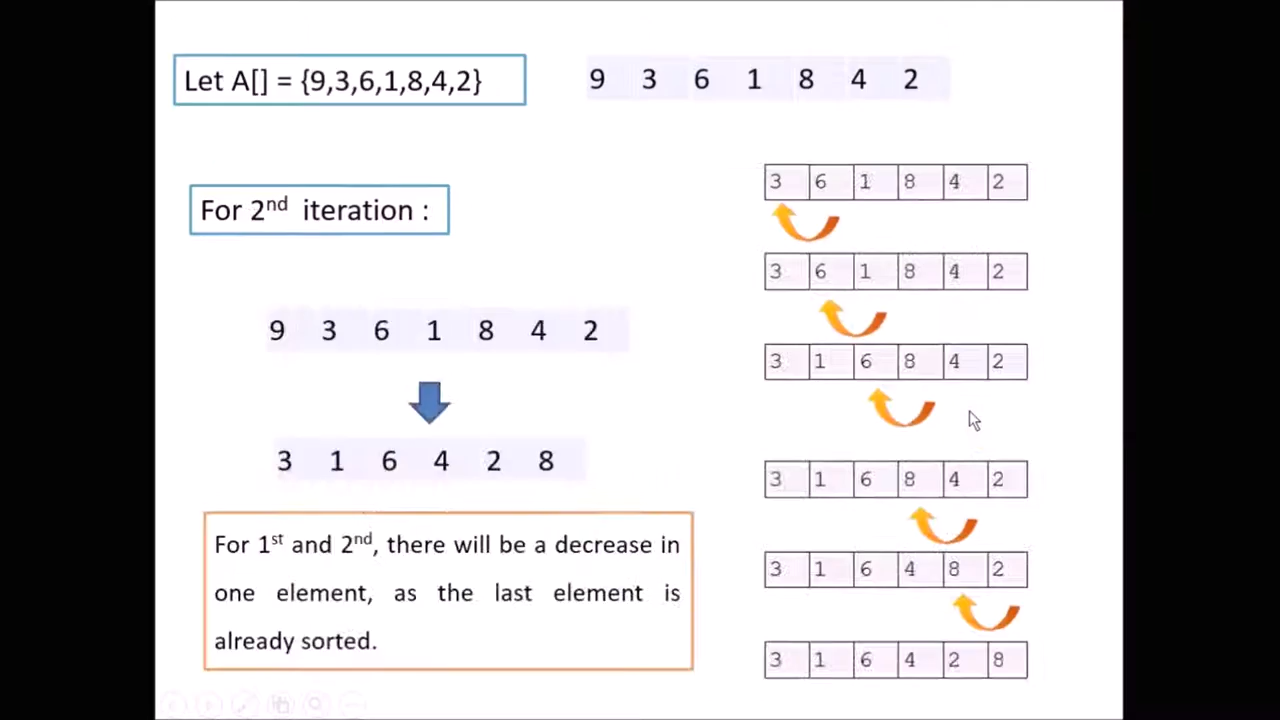 Let A[] = {9,3,6,1,8,4,2}
9 3 6 1 8 4 2
For 2nd iteration :
9 3 6 1 8 4 2
3 1 6 4 2 8
For 1st and 2nd, there will be a decrease in
one element, as the last element is
already sorted.
3 6 1 8 4 2
3 6 1 8 4 2
3 1 6 8 4 2
3 1 6 8 4 2
3 1 6 4 8 2
3 1 6 4 2 8